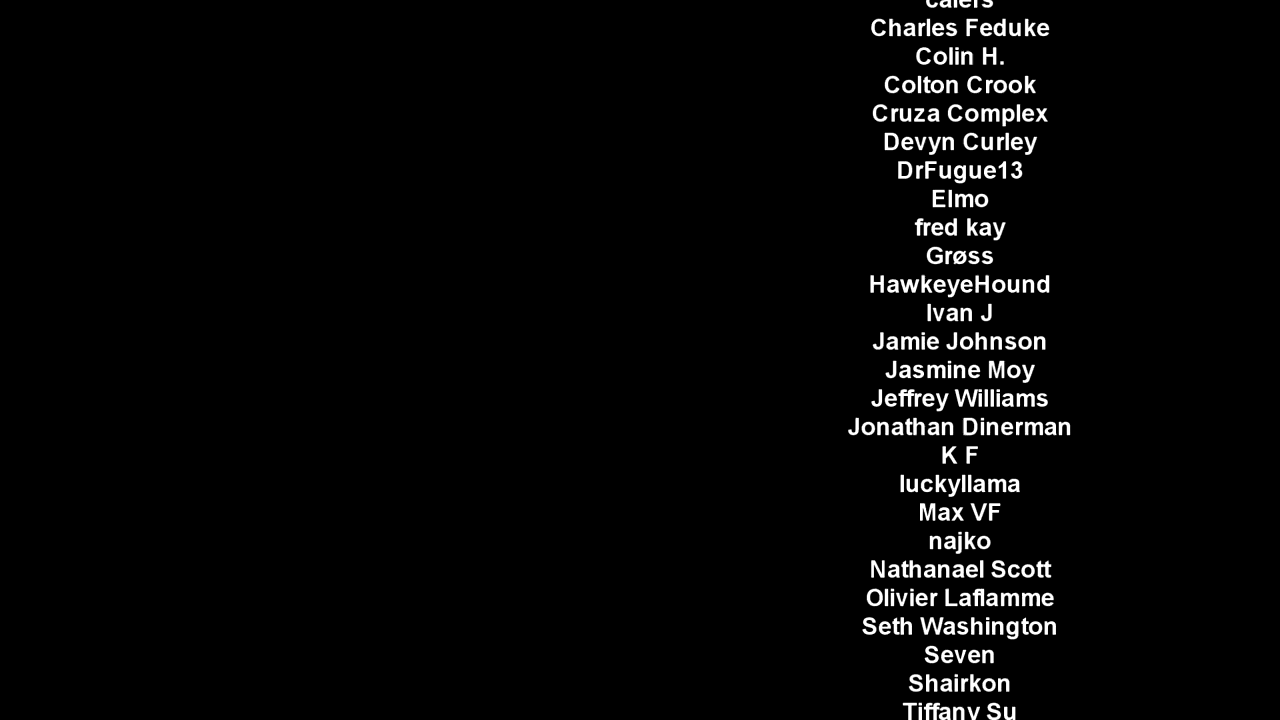 calers
Charles Feduke
Colin H.
Colton Crook
Cruza Complex
Devyn Curley
DrFugue13
Elmo
fred kay
Grøss
HawkeyeHound
Ivan J
Jamie Johnson
Jasmine Moy
Jeffrey Williams
Jonathan Dinerman
K F
luckyllama
Max VF
najko
Nathanael Scott
Olivier Laflamme
Seth Washington
Seven
Shairkon
Tiffany Su